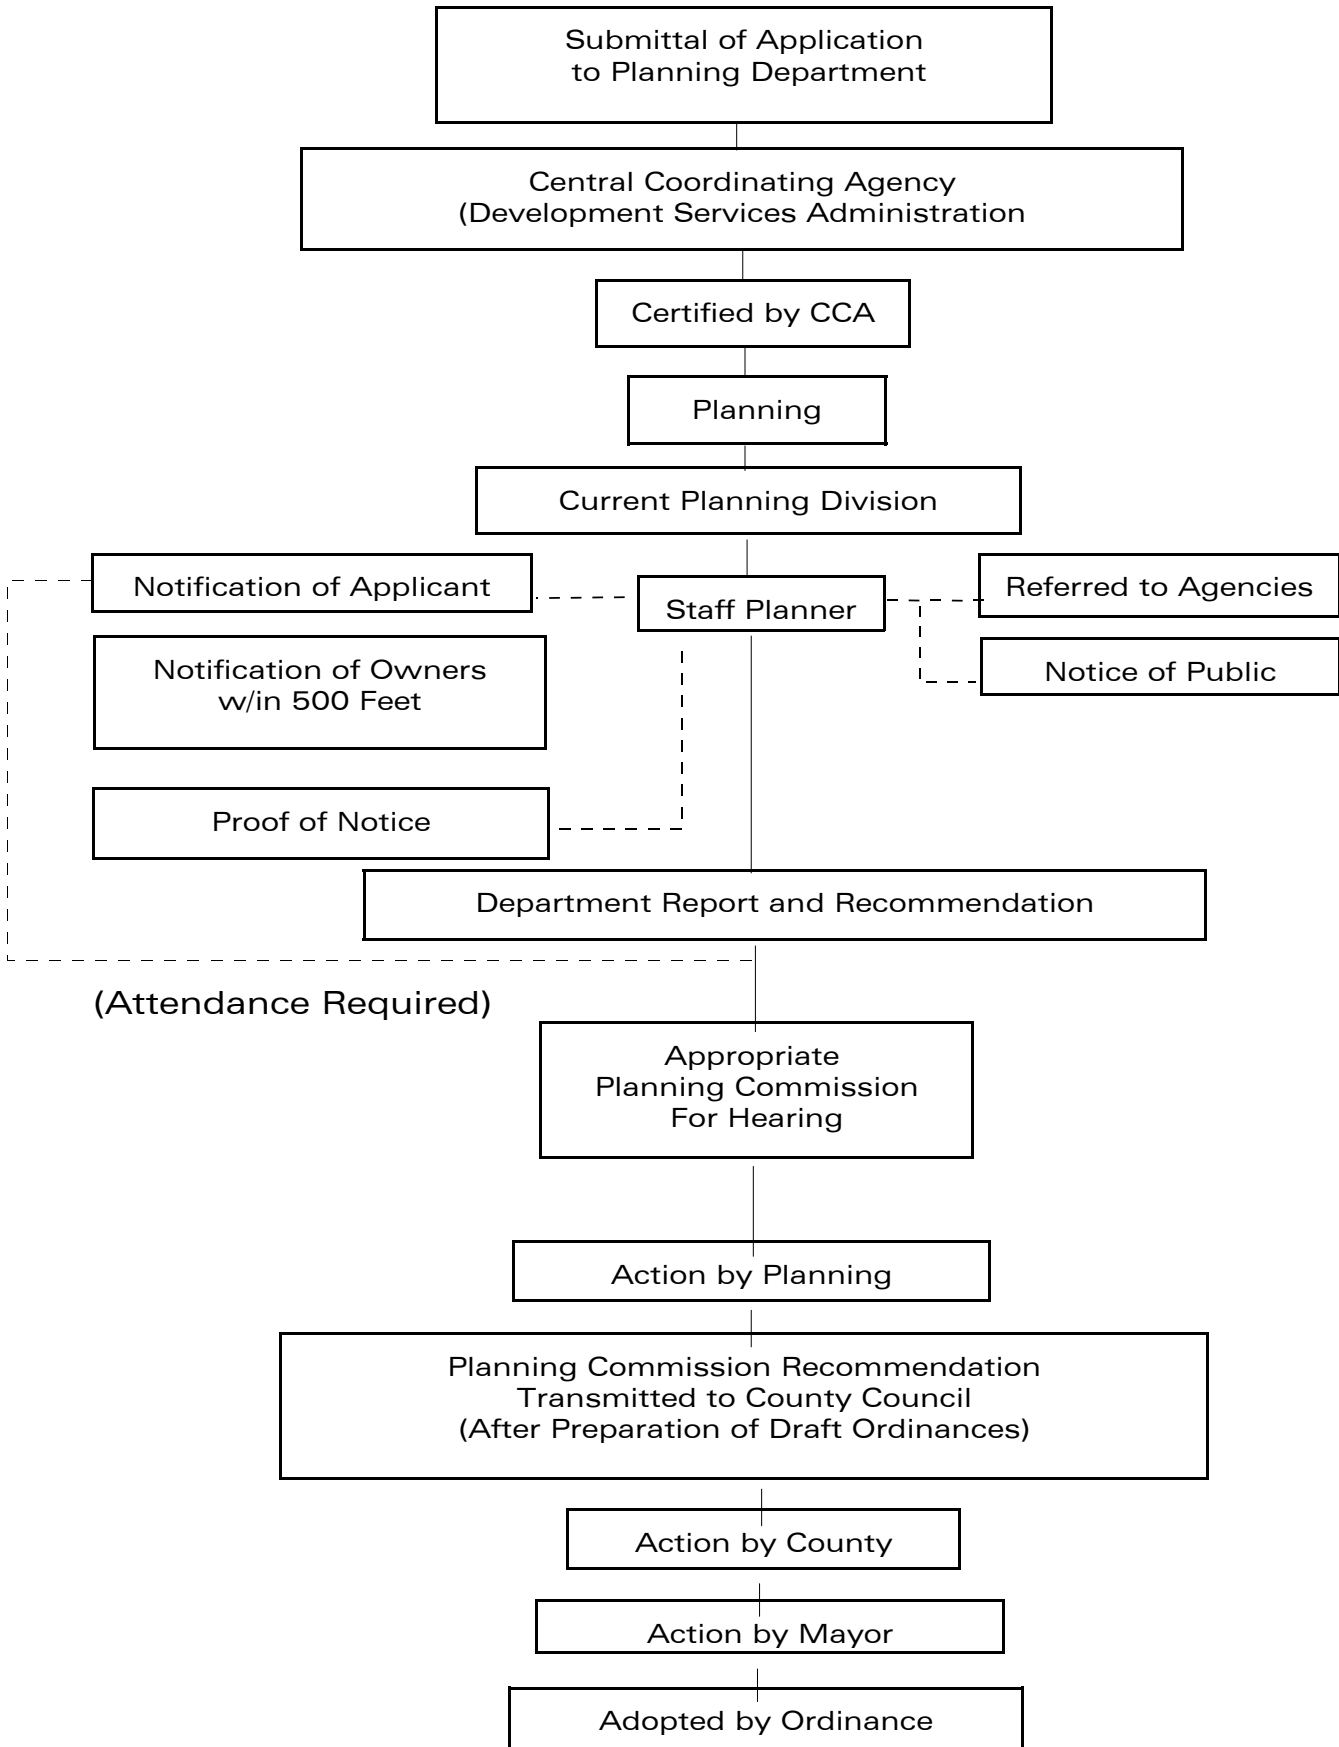 Submittal of Application
to Planning Department
Central Coordinating Agency
(Development Services Administration
Certified by CCA
Planning
Current Planning Division
Notification of Applicant
Staff Planner
Referred to Agencies
Notification of Owners
w/in 500 Feet
Notice of Public
Proof of Notice
Department Report and Recommendation
(Attendance Required)
Appropriate
Planning Commission
For Hearing
Action by Planning
Planning Commission Recommendation
Transmitted to County Council
(After Preparation of Draft Ordinances)
Action by County
Action by Mayor
Adopted by Ordinance